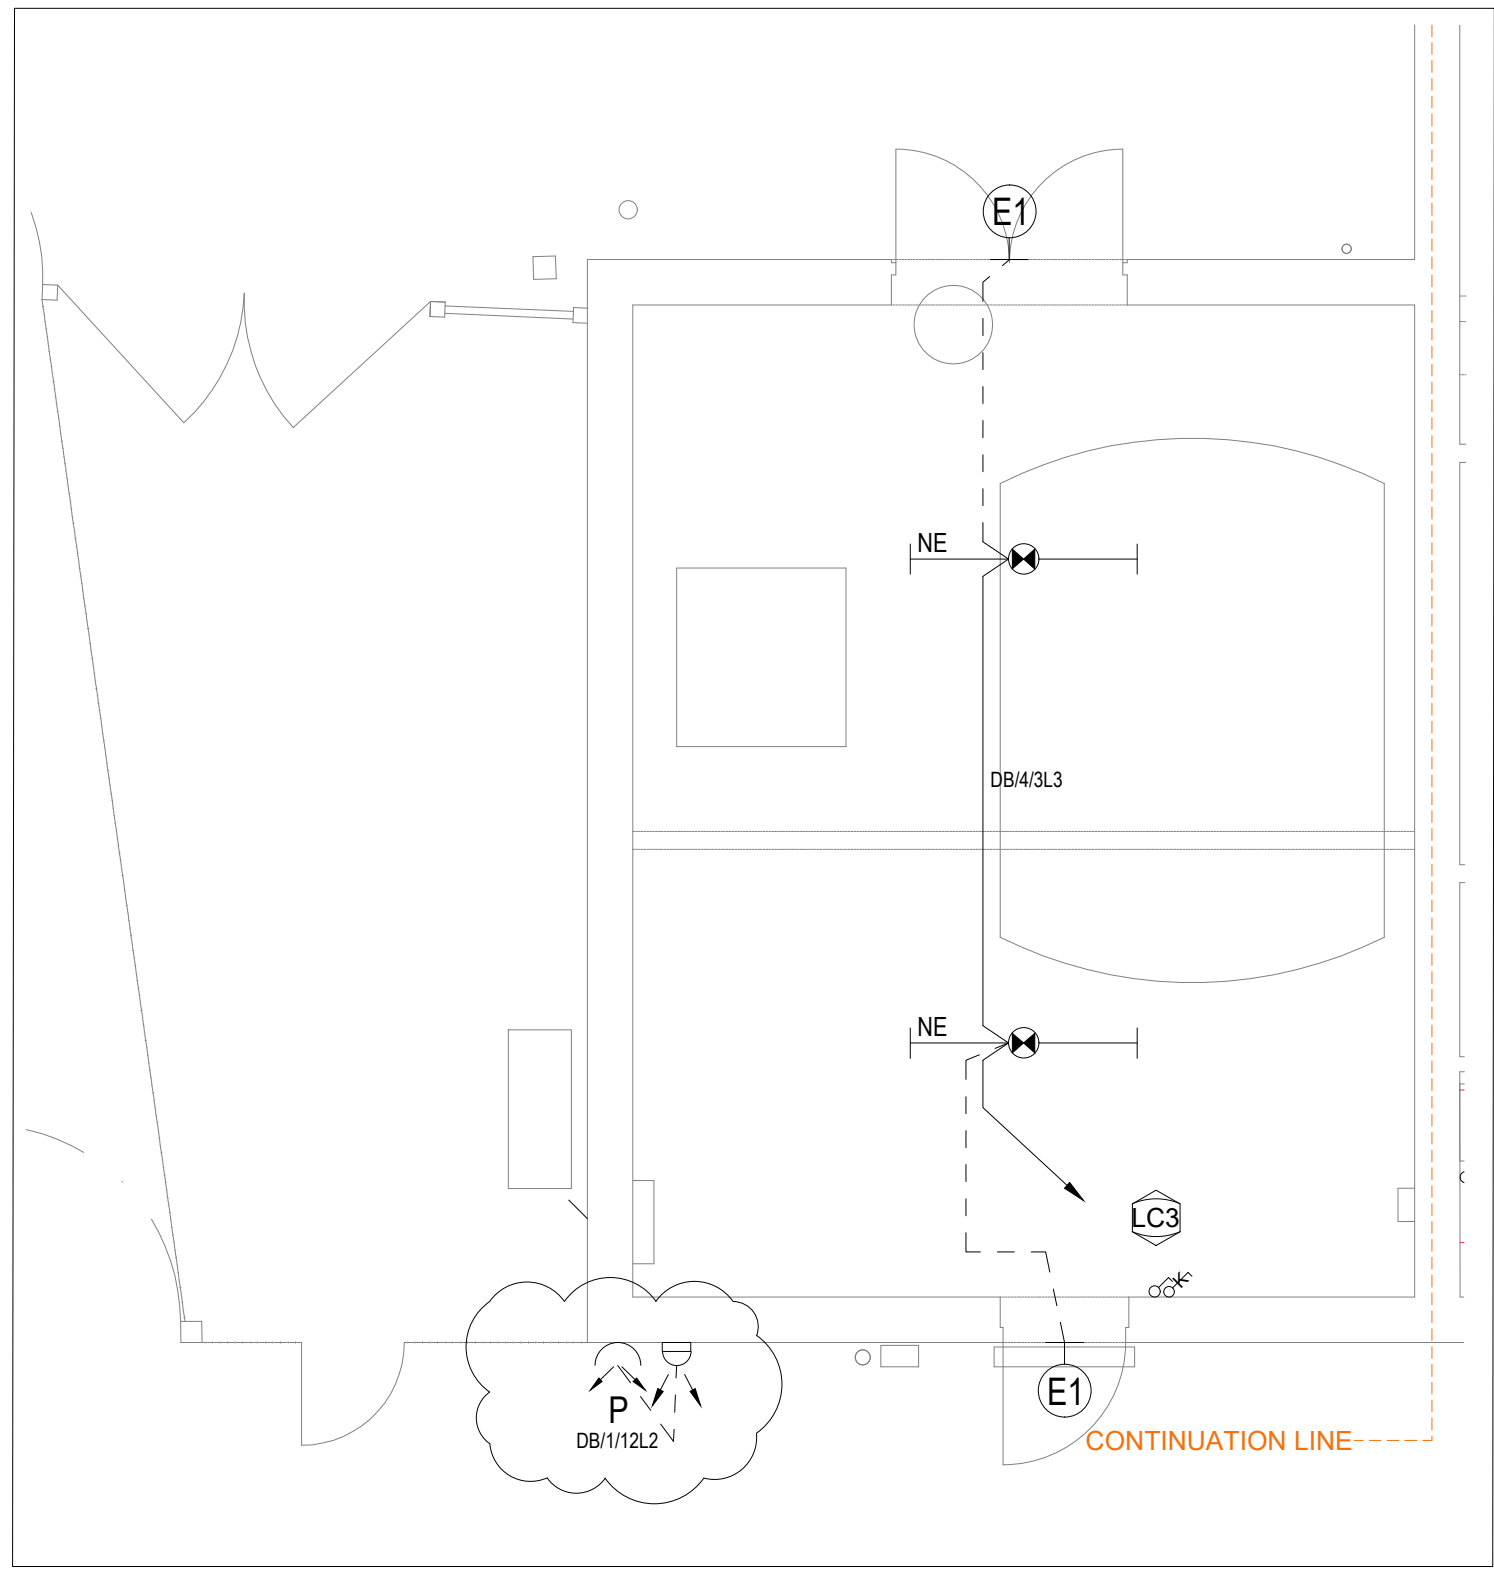 E1
NE
DB/4/3L3
NE
LC3
E1
P
DB/1/12L2
CONTINUATION LINE